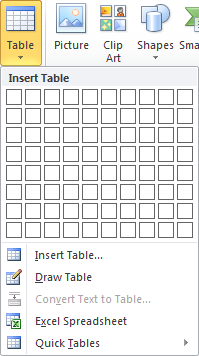 Table Picture Clip Art Shapes Sma
Insert Table
Insert Table...
Draw Table
Convert Text to Table...
Excel Spreadsheet
Quick Tables